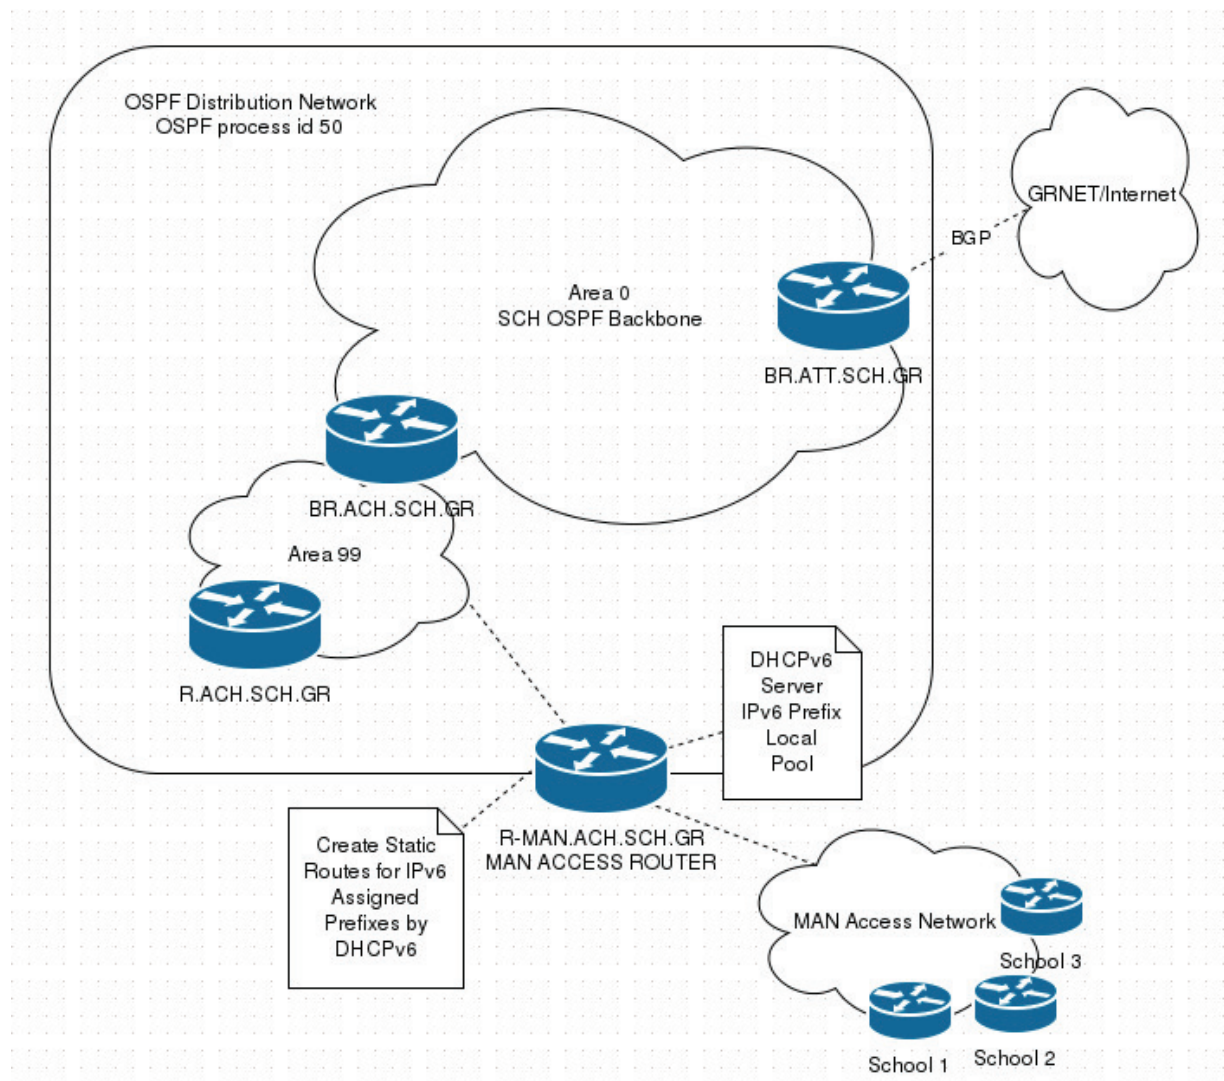 OSPF Distribution Network
OSPF process id 50
GRNET/Internet
BGP
Area 0
SCH OSPF Backbone
BR.ATT.SCH.GR
BR.ACH.SCH.GR
Area 99
R.ACH.SCH.GR
DHCPv6
Server
IPv6 Prefix
Local
Pool
R-MAN.ACH.SCH.GR
MAN ACCESS ROUTER
Create Static
Routes for IPv6
Assigned
Prefixes by
DHCPv6
MAN Access Network
School 3
School 1
School 2